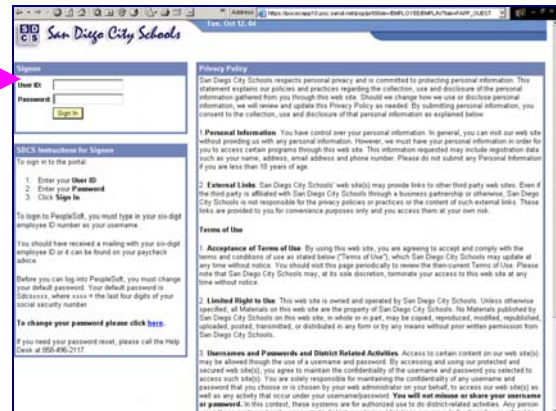 Address
San Diego City Schools
Tue, Oct 12, 04
Signon
User ID:
Password:
Sign In
SDCS Instructions for Signon
To sign in to the portal:
1. Enter your User ID
2. Enter your Password
3. Click Sign In
To login to PeopleSoft, you must type in your six-digit
employee ID number as your username.
You should have received a mailing with your six-digit
employee ID or it can be found on your paycheck
advice.
Before you can log into PeopleSoft, you must change
your default password. Your default password is
Sdcsxxxx, where xxxx = the last four digits of your
social security number.
To change your password please click here.
If you need your password reset, please call the Help
Desk at 858-496-2117
Privacy Policy
San Diego City Schools respects personal privacy and is committed to protecting personal information. This
statement explains our policies and practices regarding the collection, use and disclosure of the personal
information gathered from you through this web site. Should we change how we use or disclose personal
information, we will review and update this Privacy Policy as needed. By submitting personal information, you
consent to the collection, use and disclosure of that personal information as explained below.
1.Personal Information. You have control over your personal information. In general, you can visit our web site
without providing us with any personal information. However, we must have your personal information in order for
you to access certain programs through this web site. This information requested may include registration data
such as your name, address, email address and phone number. Please do not submit any Personal Information
if you are less than 18 years of age.
2. External Links. San Diego City Schools' web site(s) may provide links to other third party web sites. Even if
the third party is affiliated with San Diego City Schools through a business partnership or otherwise, San Diego
City Schools is not responsible for the privacy policies or practices or the content of such external links. These
links are provided to you for convenience purposes only and you access them at your own risk.
Terms of Use
1. Acceptance of Terms of Use. By using this web site, you are agreeing to accept and comply with the
terms and conditions of use as stated below ("Terms of Use"), which San Diego City Schools may update at
any time without notice. You should visit this page periodically to review the then-current Terms of Use. Please
note that San Diego City Schools may, at its sole discretion, terminate your access to this web site at any
time without notice.
2. Limited Right to Use. This web site is owned and operated by San Diego City Schools. Unless otherwise
specified, all Materials on this web site are the property of San Diego City Schools. No Materials published by
San Diego City Schools on this web site, in whole or in part, may be copied, reproduced, modified, republished,
uploaded, posted, transmitted, or distributed in any form or by any means without prior written permission from
San Diego City Schools.
3. Usernames and Passwords and District Related Activities. Access to certain content on our web site(s)
may be allowed though the use of a username and password. By accessing and using our protected and
secured web site(s), you agree to maintain the confidentiality of the username and password you selected to
access such site(s). You are solely responsible for maintaining the confidentiality of any username and
password that you choose or is chosen by your web administrator on your behalf, to access our web site(s) as
well as any activity that occur under your username/password. You will not misuse or share your username
or password. In this context, these systems are for authorized use to do district-related activities. Any person